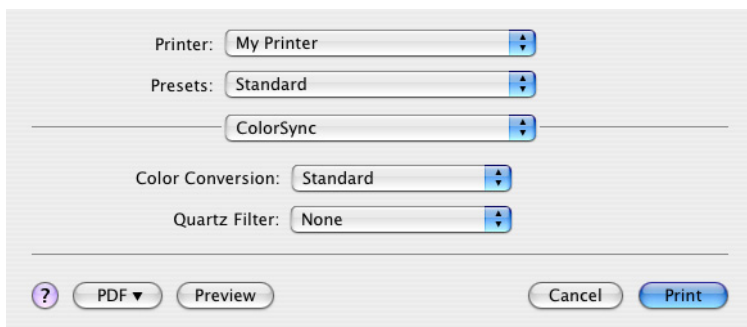 Printer: My Printer
Presets: Standard
ColorSync
Color Conversion: Standard
Quartz Filter: None
? PDF ▼ Preview Cancel Print